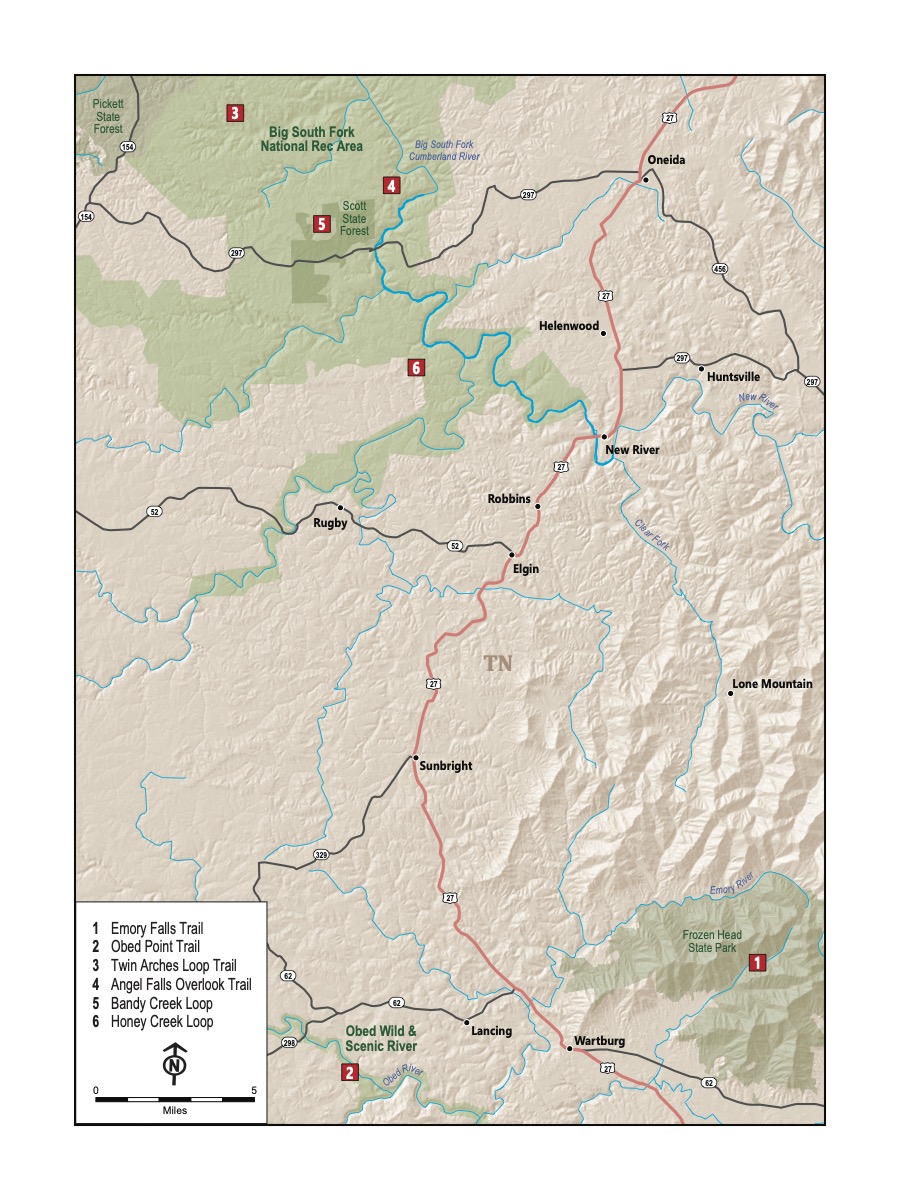 Pickett
State
Forest
3
Big South Fork
National Rec Area
27
154
Big South Fork
Cumberland River
Oneida
4
297
154
Scott
State
Forest
5
297
456
27
Helenwood
297
6
Huntsville
297
New River
New River
27
Robbins
52
Rugby
Clear Fork
52
Elgin
TN
27
Lone Mountain
Sunbright
329
Emory River
27
Frozen Head
State Park
1
62
62
Lancing
298
Obed Wild &
Scenic River
Wartburg
2
Obed River
27
62
1 Emory Falls Trail
2 Obed Point Trail
3 Twin Arches Loop Trail
4 Angel Falls Overlook Trail
5 Bandy Creek Loop
6 Honey Creek Loop
N
0 5
Miles